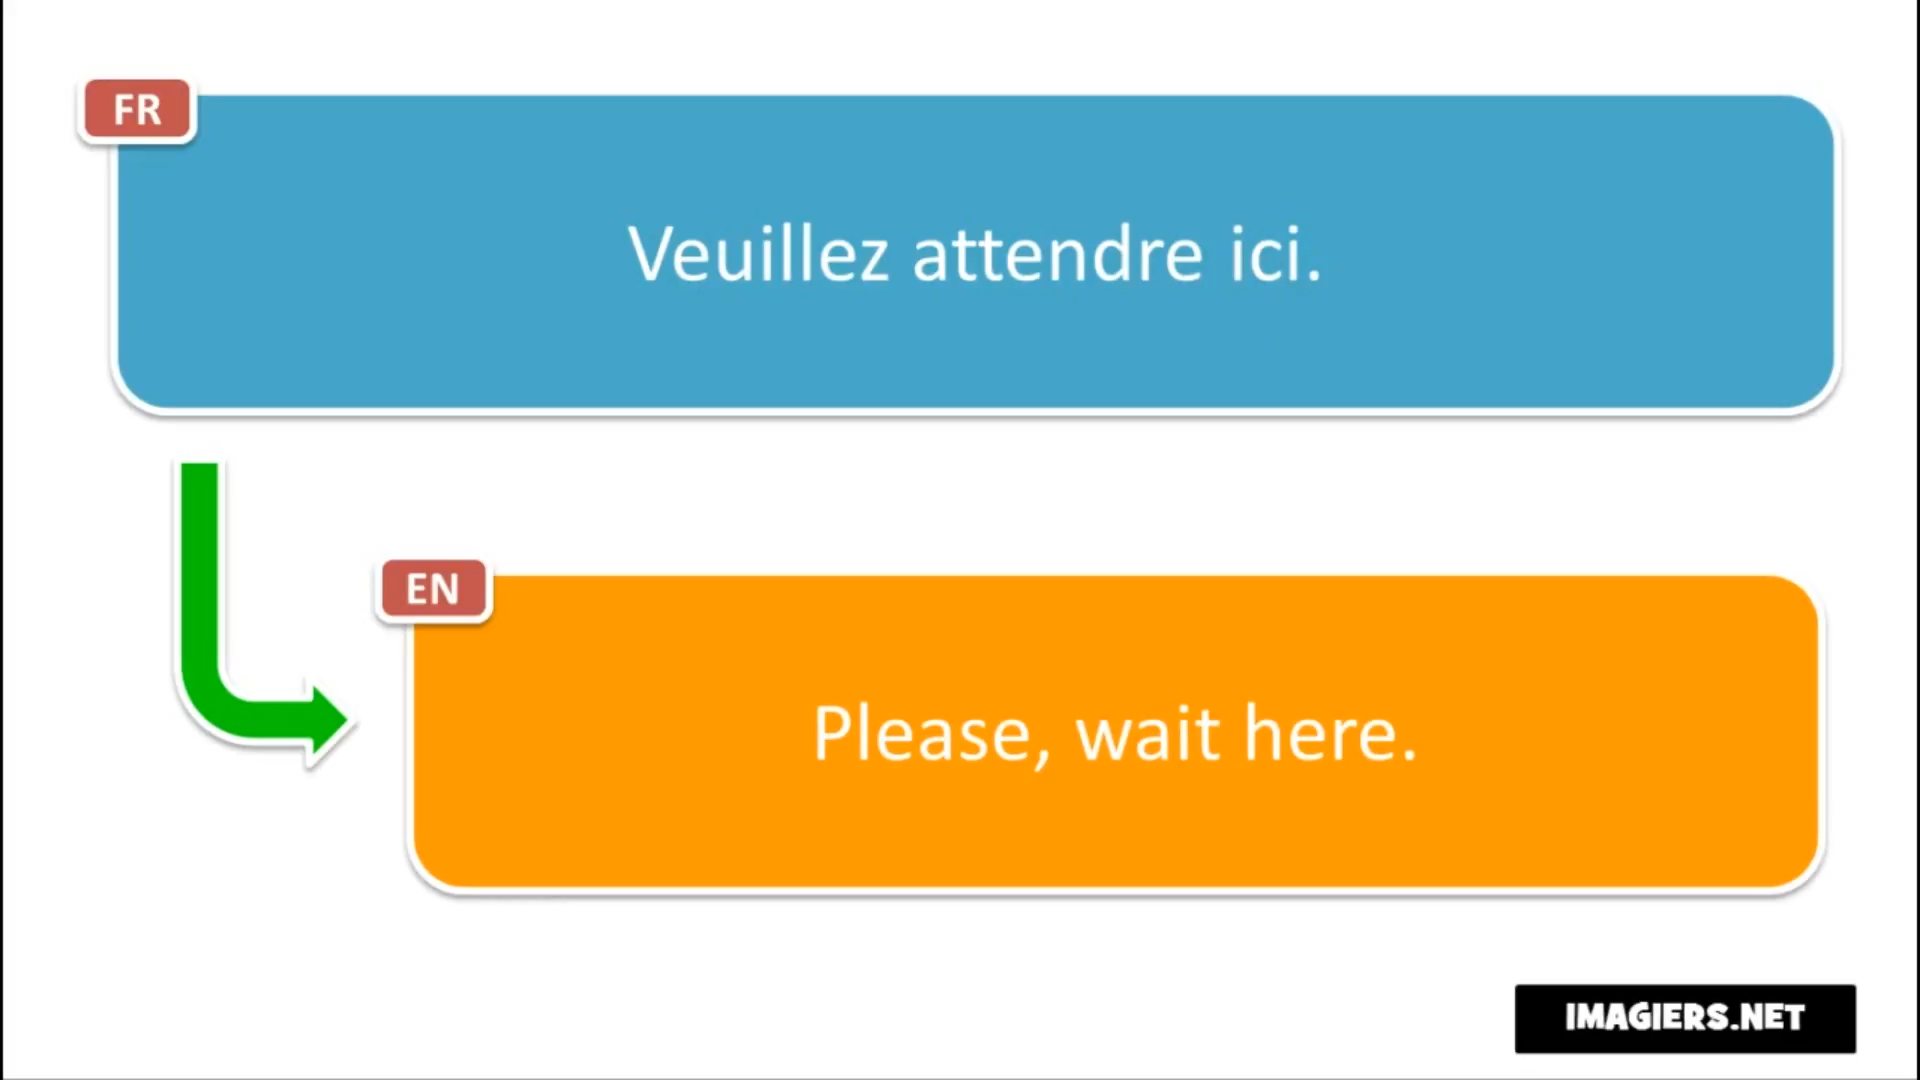 FR
Veuillez attendre ici.
EN
Please, wait here.
IMAGIERS.NET